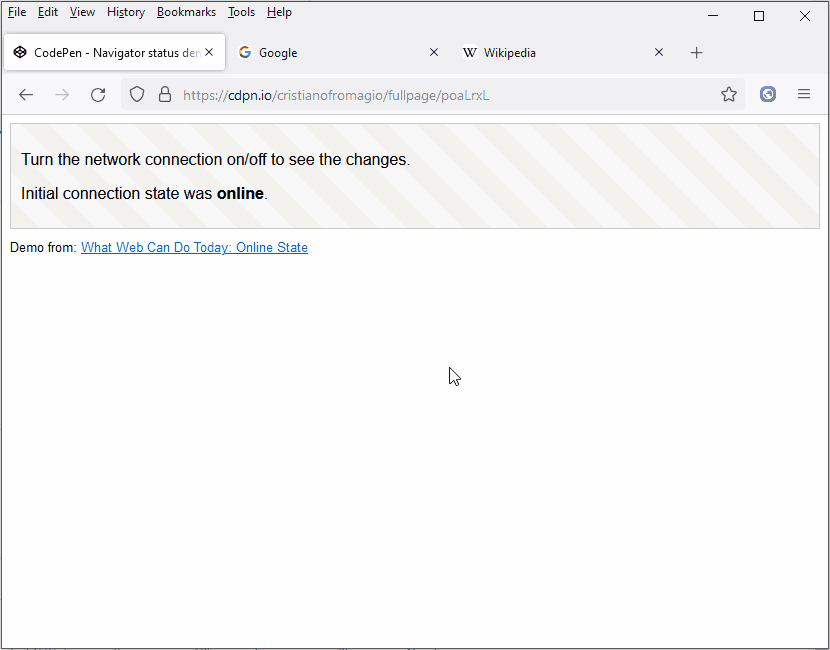 File Edit View History Bookmarks Tools Help
CodePen - Navigator status den
Google
Wikipedia
https://cdpn.io/cristianofromagio/fullpage/poaLrxL
Turn the network connection on/off to see the changes.
Initial connection state was online.
Demo from: What Web Can Do Today: Online State